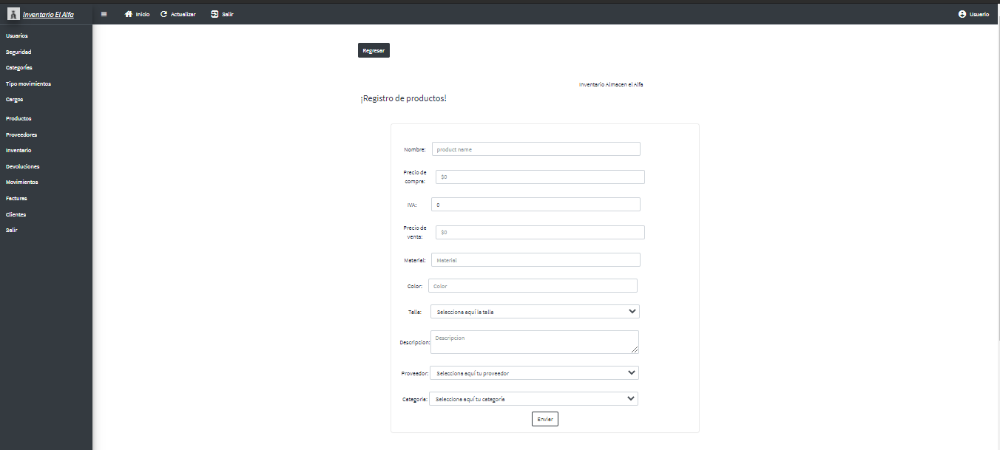 Inventario El Alfa
Inicio
Actualizar
Salir
Usuario
Usuarios
Seguridad
Categorías
Tipo movimientos
Cargos
Productos
Proveedores
Inventario
Devoluciones
Movimientos
Facturas
Clientes
Salir
Regresar
Inventario Almacen el Alfa
¡Registro de productos!
Nombre: product name
Precio de
compra: $0
IVA: 0
Precio de
venta: $0
Material: Material
Color: Color
Talla: Selecciona aquí la talla
Descripcion: Descripcion
Proveedor: Selecciona aquí tu proveedor
Categoria: Selecciona aquí tu categoría
Enviar